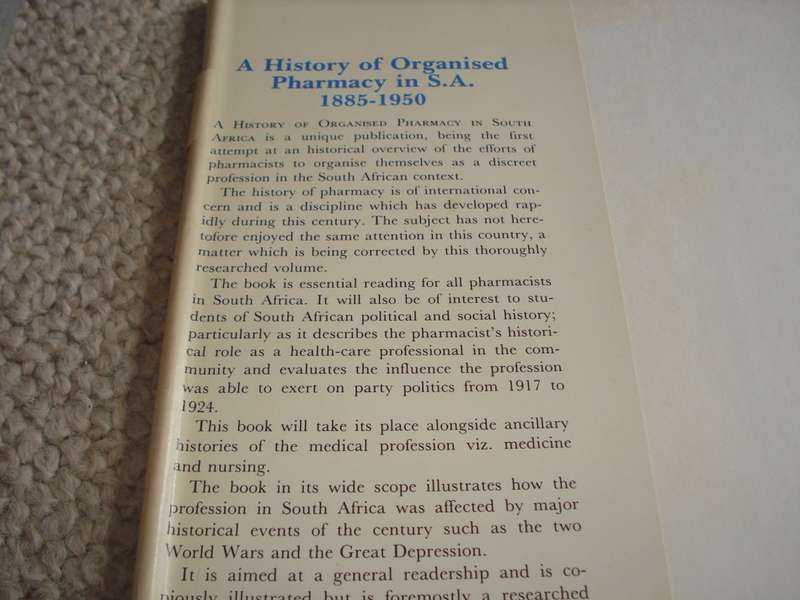 A History of Organised
Pharmacy in S.A.
1885-1950
A HISTORY OF ORGANISED PHARMACY IN SOUTH
AFRICA is a unique publication, being the first
attempt at an historical overview of the efforts of
pharmacists to organise themselves as a discreet
profession in the South African context.
The history of pharmacy is of international con-
cern and is a discipline which has developed rap-
idly during this century. The subject has not here-
tofore enjoyed the same attention in this country, a
matter which is being corrected by this thoroughly
researched volume.
The book is essential reading for all pharmacists
in South Africa. It will also be of interest to stu-
dents of South African political and social history;
particularly as it describes the pharmacist's histori-
cal role as a health-care professional in the com-
munity and evaluates the influence the profession
was able to exert on party politics from 1917 to
1924.
This book will take its place alongside ancillary
histories of the medical profession viz. medicine
and nursing.
The book in its wide scope illustrates how the
profession in South Africa was affected by major
historical events of the century such as the two
World Wars and the Great Depression.
It is aimed at a general readership and is co-
piously illustrated but is foremostly a researched